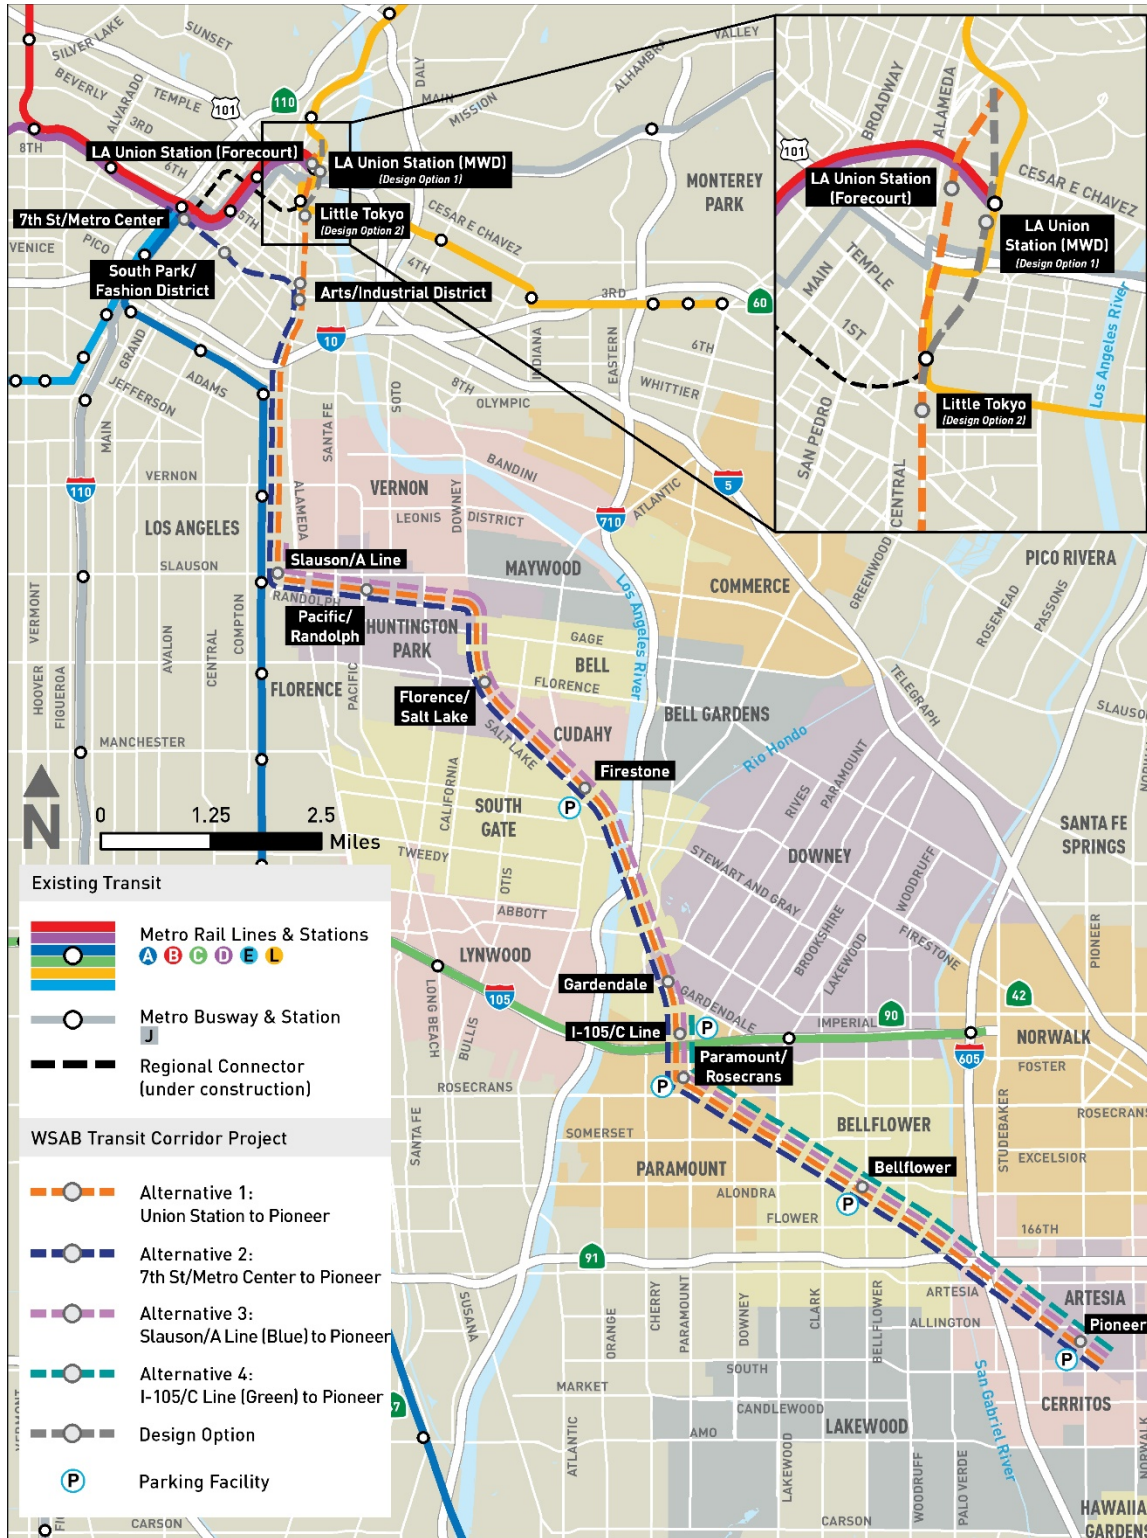 SILVER LAKE
SUNSET
BEVERLY
TEMPLE
3RD
ALVARADO
8TH
6TH
101
110
DALY
MAIN
MISSION
ALHAMBRA
VALLEY
LA Union Station (Forecourt)
LA Union Station (MWD)
(Design Option 1)
7th St/Metro Center
5TH
Little Tokyo
(Design Option 2)
CESAR E CHAVEZ
MONTEREY
PARK
VENICE
PICO
4TH
South Park/
Fashion District
Arts/Industrial District
3RD
60
10
GRAND
ADAMS
JEFFERSON
MAIN
SANTA FE
SOTO
8TH
OLYMPIC
INDIANA
EASTERN
6TH
WHITTIER
BROADWAY
ALAMEDA
101
LA Union Station
(Forecourt)
CESAR E CHAVEZ
LA Union
Station (MWD)
(Design Option 1)
MAIN
TEMPLE
1ST
Los Angeles River
Little Tokyo
(Design Option 2)
SAN PEDRO
CENTRAL
110
VERNON
LOS ANGELES
SLAUSON
ALAMEDA
VERNON
LEONIS
DISTRICT
DOWNEY
BANDINI
ATLANTIC
5
710
COMMERCE
GREENWOOD
PICO RIVERA
ROSEMEAD
PASSONS
Slauson/A Line
RANDOLPH
Pacific/
Randolph
HUNTINGTON
PARK
MAYWOOD
Los Angeles River
GAGE
BELL
FLORENCE
BELL GARDENS
TELEGRAPH
SLAUSON
HOOVER
VERMONT
FIGUEROA
AVALON
CENTRAL
COMPTON
FLORENCE
PACIFIC
Florence/
Salt Lake
SALT LAKE
CUDAHY
Rio Hondo
MANCHESTER
Firestone
P
CALIFORNIA
SOUTH
GATE
RIVES
PARAMOUNT
DOWNEY
SANTA FE
SPRINGS
N
0 1.25 2.5
Miles
TWEEDY
OTIS
ABBOTT
STEWART AND GRAY
BROOKSHIRE
LAKEWOOD
WOODRUFF
FIRESTONE
PIONEER
LYNWOOD
105
LONG BEACH
BULLIS
Gardendale
GARDENDALE
I-105/C Line
P
IMPERIAL
90
42
605
NORWALK
FOSTER
Paramount/
Rosecrans
P
ROSECRANS
ROSECRANS
SANTA FE
SOMERSET
PARAMOUNT
BELLFLOWER
STUDEBAKER
EXCELSIOR
Bellflower
P
ALONDRA
FLOWER
166TH
91
ARTESIA
ARTESIA
ALLINGTON
Pioneer
P
SUSANA
ORANGE
CHERRY
PARAMOUNT
DOWNEY
CLARK
BELLFLOWER
SOUTH
San Gabriel River
CERRITOS
MARKET
CANDLEWOOD
AMO
LAKEWOOD
ATLANTIC
LAKEWOOD
WOODRUFF
PALO VERDE
NORWALK
HAWAIIAN
GARDENS
CARSON
CARSON
CARSON
VERMONT
Existing Transit
Metro Rail Lines & Stations
A B C D E L
Metro Busway & Station
J
Regional Connector
(under construction)
WSAB Transit Corridor Project
Alternative 1:
Union Station to Pioneer
Alternative 2:
7th St/Metro Center to Pioneer
Alternative 3:
Slauson/A Line (Blue) to Pioneer
Alternative 4:
I-105/C Line (Green) to Pioneer
Design Option
P Parking Facility